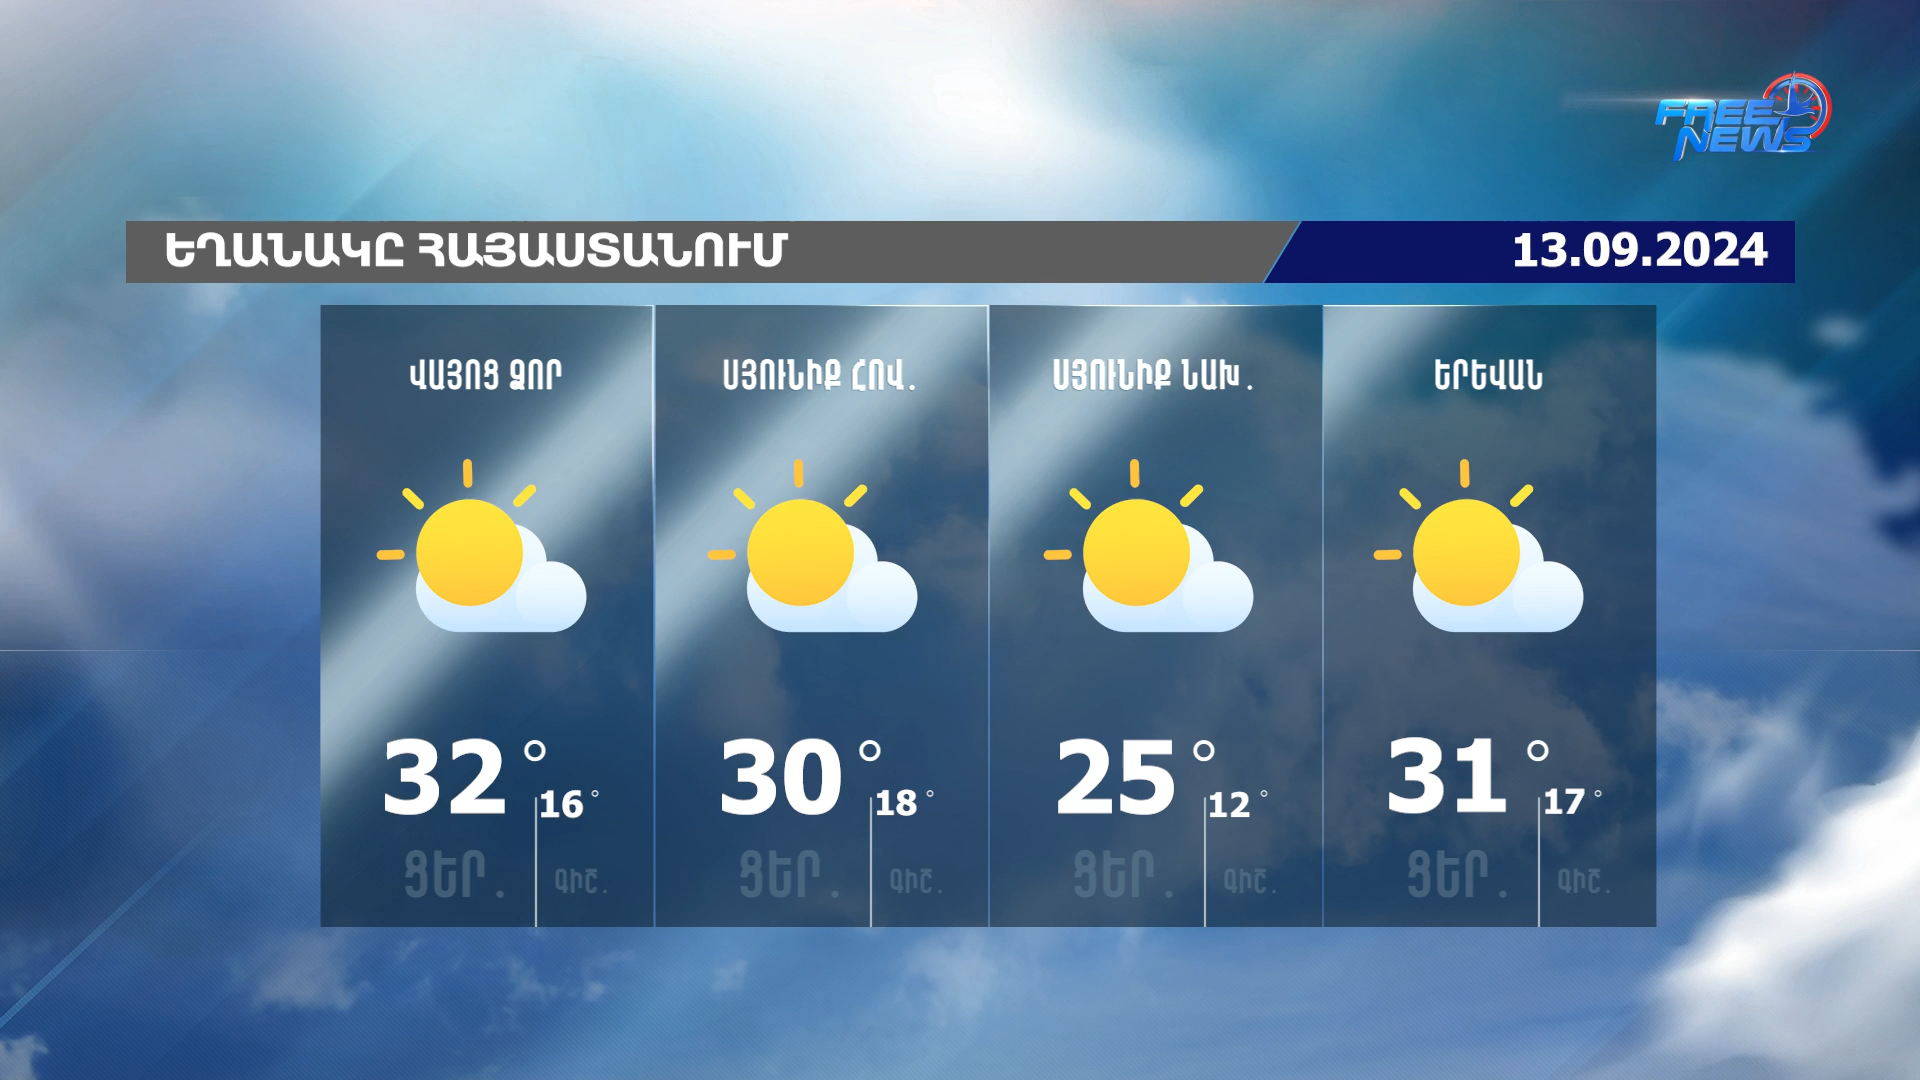 FREE
NEWS
ԵՂԱՆԱԿԸ ՀԱՅԱՍՏԱՆՈՒՄ
13.09.2024
ՎԱՅՈՑ ՁՈՐ
ՍՅՈՒՆԻՔ ՀՈՎ.
ՍՅՈՒՆԻՔ ՆԱԽ.
ԵՐԵՎԱՆ
32° 16°
30° 18°
25° 12°
31° 17°
ՑԵՐ. ԳԻՇ.
ՑԵՐ. ԳԻՇ.
ՑԵՐ. ԳԻՇ.
ՑԵՐ. ԳԻՇ.